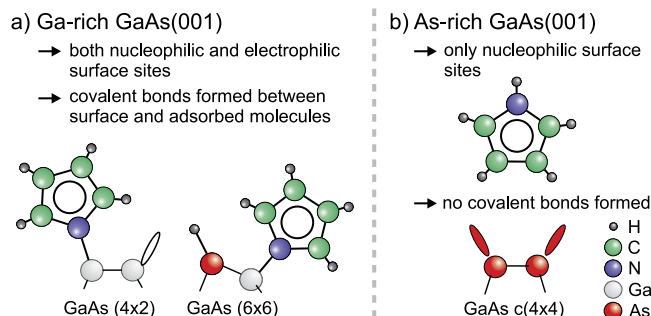 a) Ga-rich GaAs(001)
→ both nucleophilic and electrophilic
surface sites
→ covalent bonds formed between
surface and adsorbed molecules
GaAs (4x2)
GaAs (6x6)
b) As-rich GaAs(001)
→ only nucleophilic surface
sites
→ no covalent bonds formed
GaAs c(4x4)
H
C
N
Ga
As